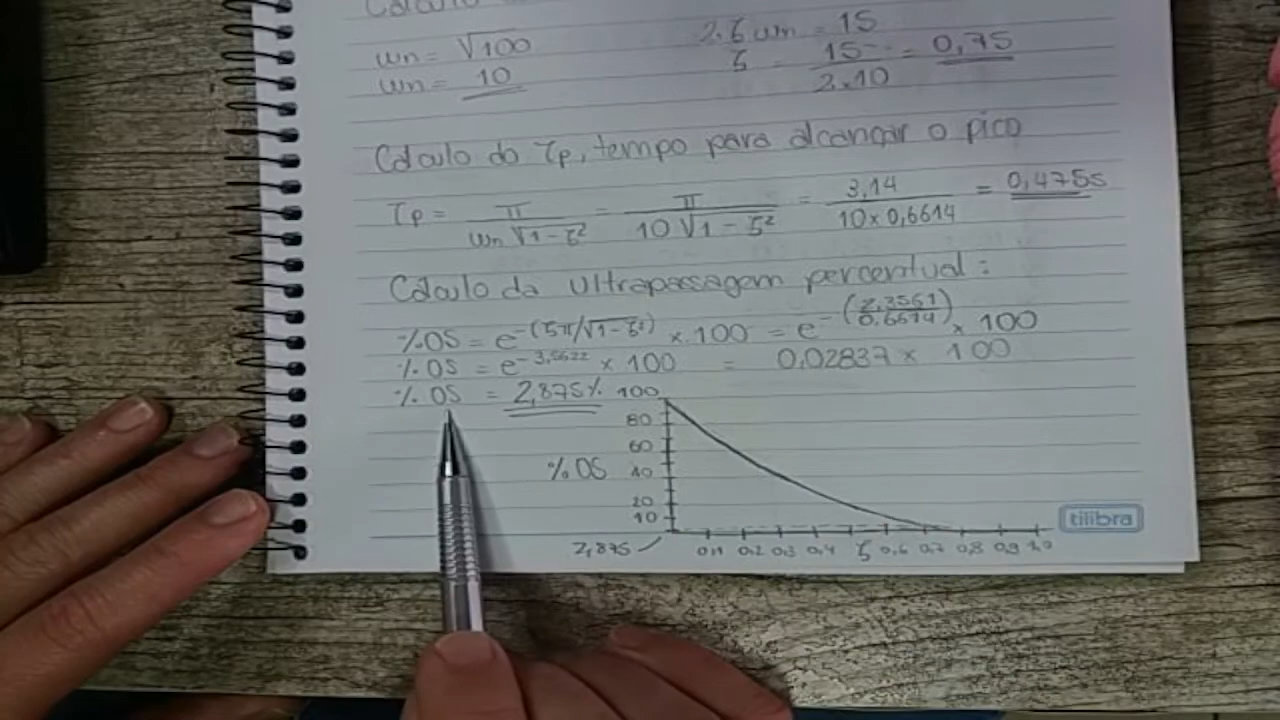 Cálculo
ωn = √100
ωn = 10
2.ζωn = 15
ζ = 15 / 2.10 = 0,75
Cálculo do Tp, tempo para alcançar o pico
Tp = π / ωn √1-ζ² = π / 10 √1-ζ² = 3,14 / 10x0,6614 = 0,475s
Cálculo da Ultrapassagem percentual:
%OS = e^-(ζπ/√1-ζ²) x 100 = e^-(2,3561/0,6614) x 100
%OS = e^-3,5622 x 100 = 0,02837 x 100
%OS = 2,875%
100
80
60
%OS 40
20
10
2,875
0,1 0,2 0,3 0,4 ζ 0,6 0,7 0,8 0,9 1,0
tilibra